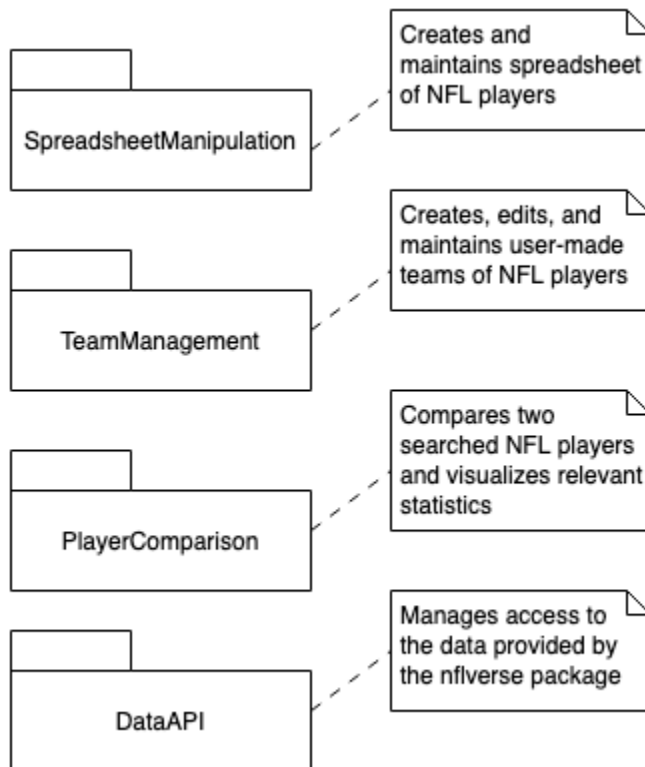 Creates and
maintains spreadsheet
of NFL players
SpreadsheetManipulation
Creates, edits, and
maintains user-made
teams of NFL players
TeamManagement
Compares two
searched NFL players
and visualizes relevant
statistics
PlayerComparison
Manages access to
the data provided by
the nflverse package
DataAPI